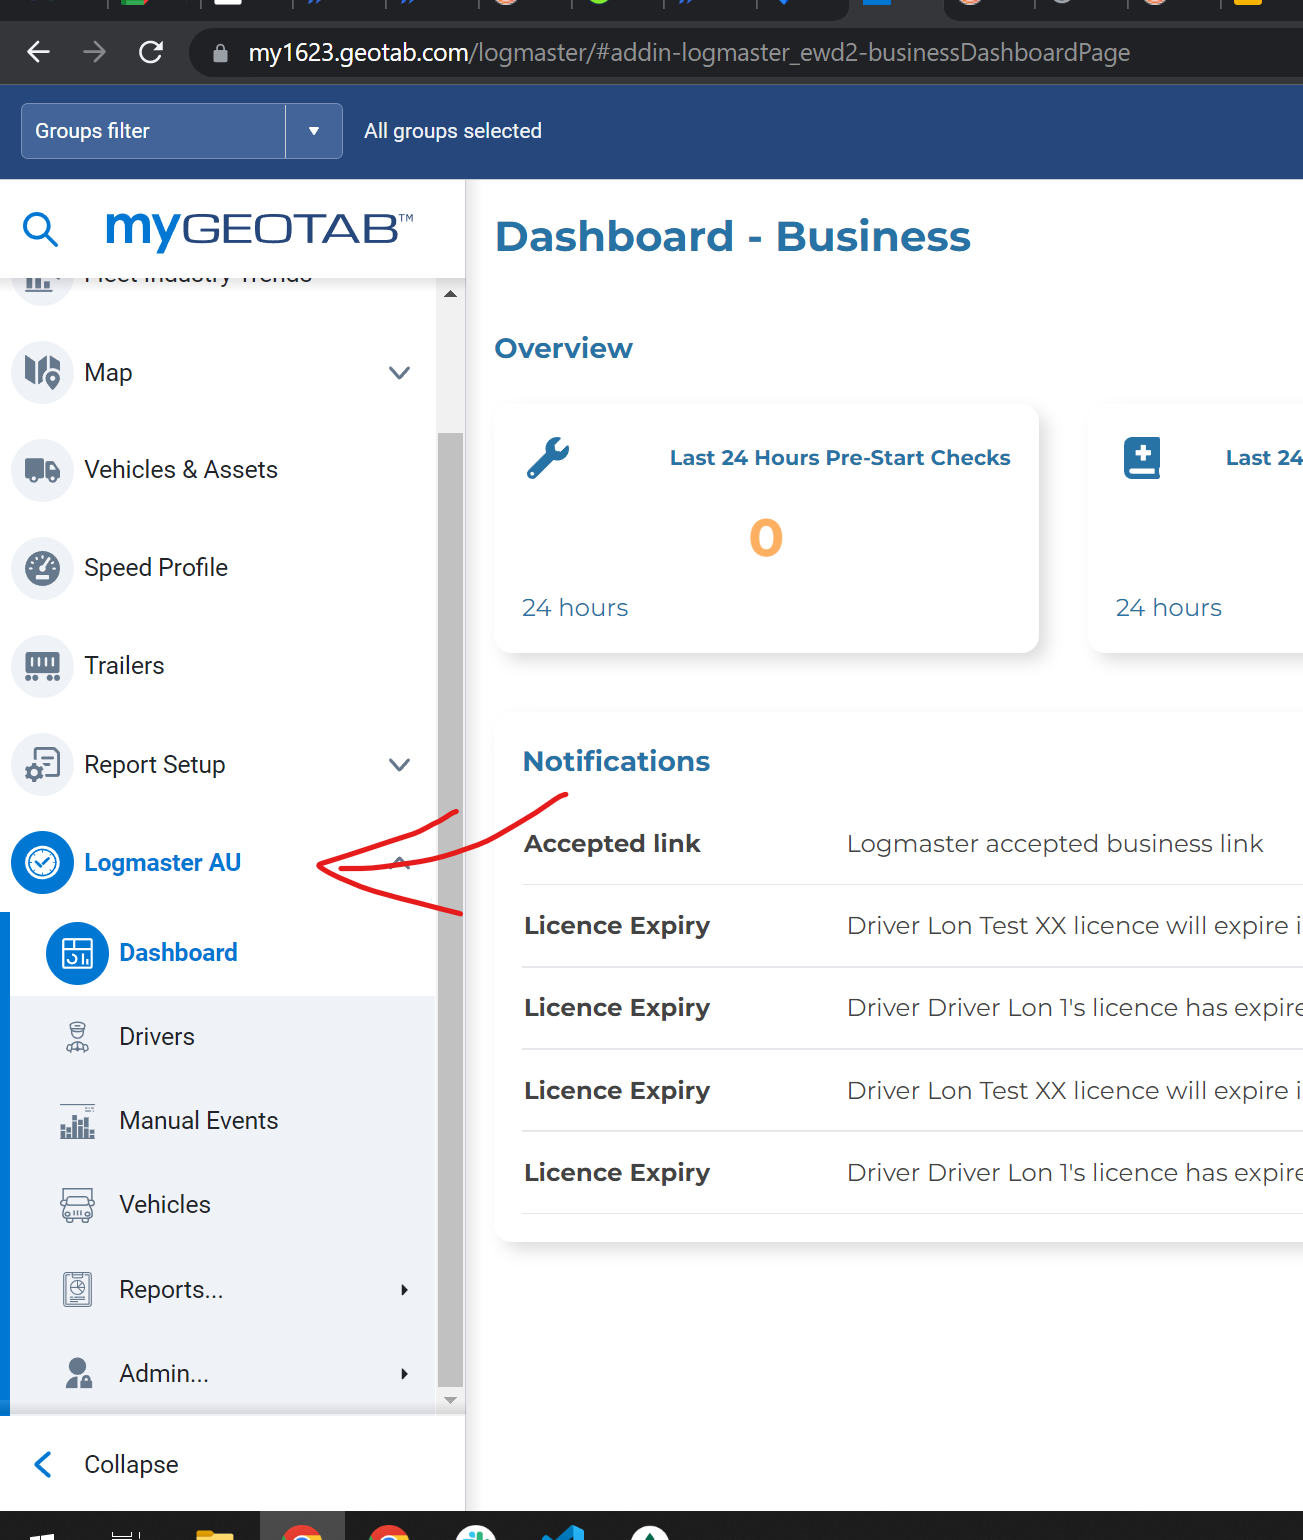 my1623.geotab.com/logmaster/#addin-logmaster_ewd2-businessDashboardPage
Groups filter
All groups selected
myGEOTAB™
Fleet Industry Trends
Map
Vehicles & Assets
Speed Profile
Trailers
Report Setup
Logmaster AU
Dashboard
Drivers
Manual Events
Vehicles
Reports...
Admin...
Collapse
Dashboard - Business
Overview
Last 24 Hours Pre-Start Checks
0
24 hours
Last 24
24 hours
Notifications
Accepted link Logmaster accepted business link
Licence Expiry Driver Lon Test XX licence will expire i
Licence Expiry Driver Driver Lon 1's licence has expire
Licence Expiry Driver Lon Test XX licence will expire i
Licence Expiry Driver Driver Lon 1's licence has expire